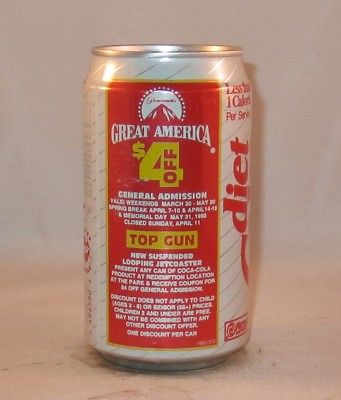 Paramount's
GREAT AMERICA
$4 OFF
GENERAL ADMISSION
VALID WEEKENDS MARCH 20 - MAY 30
SPRING BREAK APRIL 7-10 & APRIL 14-18
& MEMORIAL DAY MAY 31, 1993
CLOSED SUNDAY, APRIL 11
TOP GUN
NEW SUSPENDED
LOOPING JETCOASTER
PRESENT ANY CAN OF COCA-COLA
PRODUCT AT REDEMPTION LOCATION
AT THE PARK & RECEIVE COUPON FOR
$4 OFF GENERAL ADMISSION.
DISCOUNT DOES NOT APPLY TO CHILD
(AGES 3 - 6) OR SENIOR (55+) PRICES.
CHILDREN 2 AND UNDER ARE FREE.
MAY NOT BE COMBINED WITH ANY
OTHER DISCOUNT OFFER.
ONE DISCOUNT PER CAN
Less than
1 Calorie
Per Serv
diet